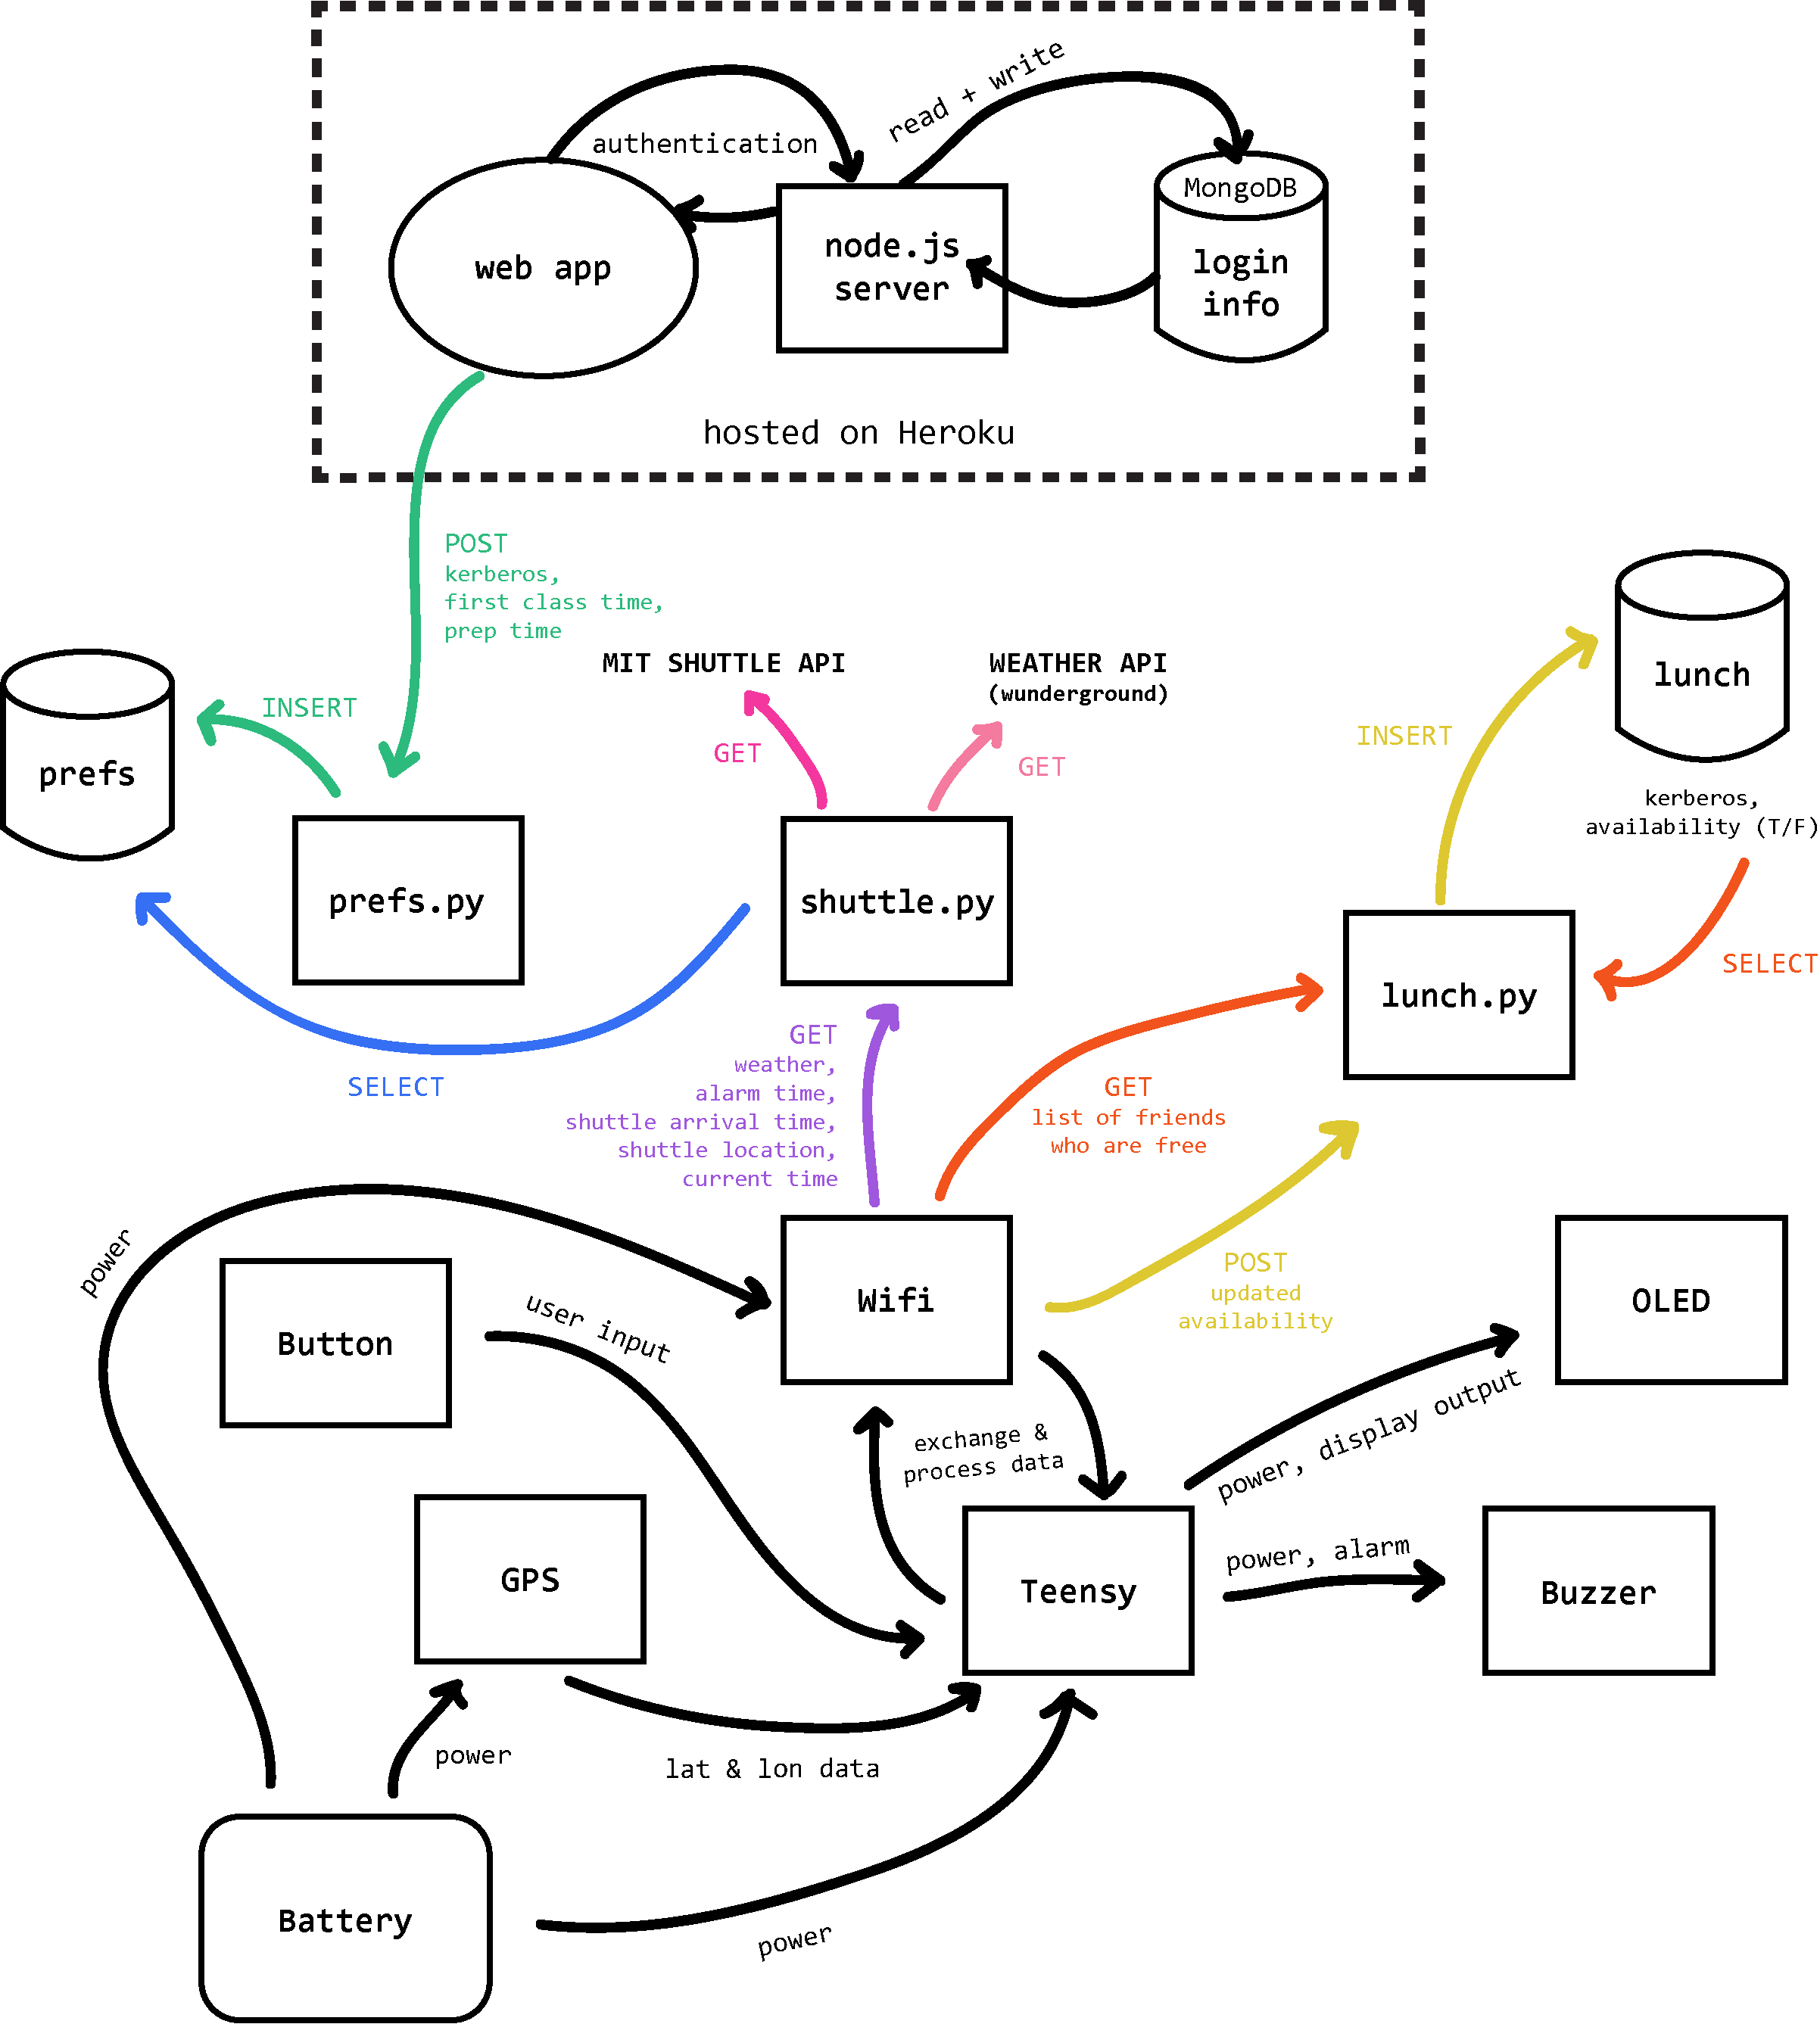 read + write
authentication
MongoDB
web app
node.js
server
login
info
hosted on Heroku
POST
kerberos,
first class time,
prep time
MIT SHUTTLE API
WEATHER API
(wunderground)
lunch
INSERT
INSERT
GET
GET
prefs
kerberos,
availability (T/F)
prefs.py
shuttle.py
SELECT
lunch.py
GET
weather,
alarm time,
shuttle arrival time,
shuttle location,
current time
SELECT
GET
list of friends
who are free
power
POST
updated
availability
Wifi
OLED
Button
user input
exchange &
process data
power, display output
GPS
Teensy
power, alarm
Buzzer
power
lat & lon data
Battery
power